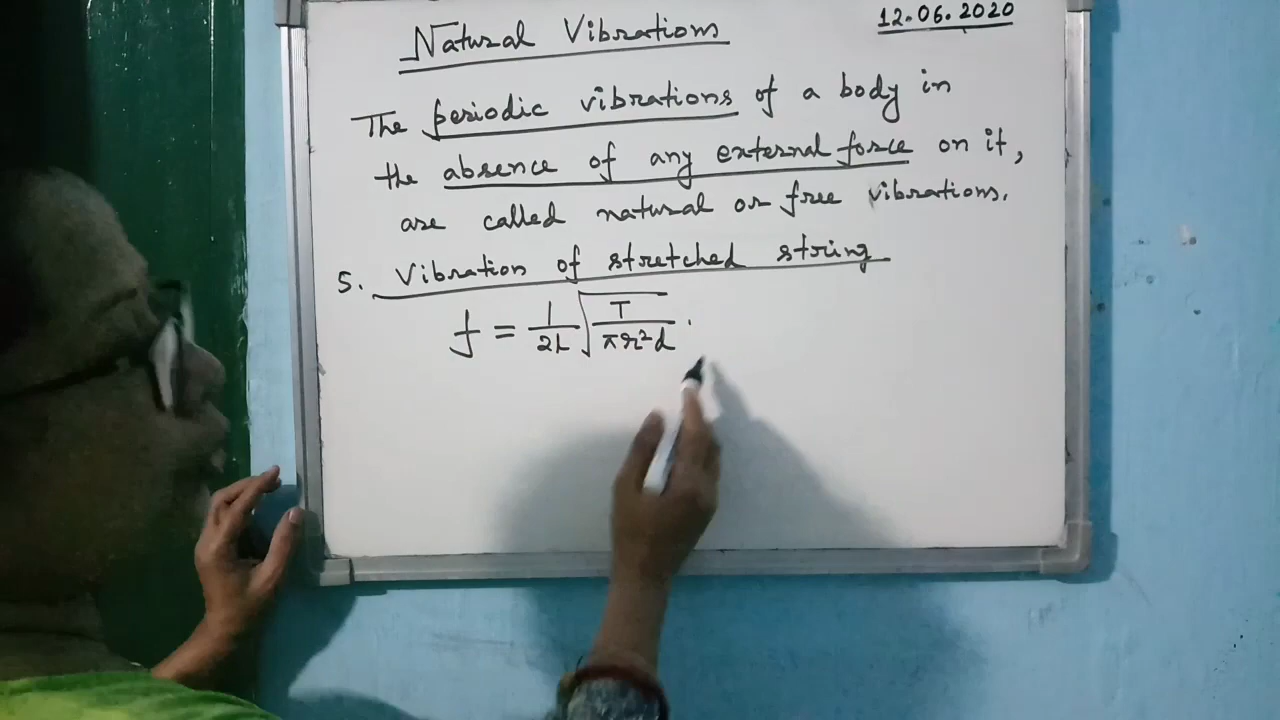 Natural Vibrations
12.06.2020
The periodic vibrations of a body in
the absence of any external force on it,
are called natural or free vibrations.
5. Vibration of stretched string
f = 1/2L √T/πr²d .